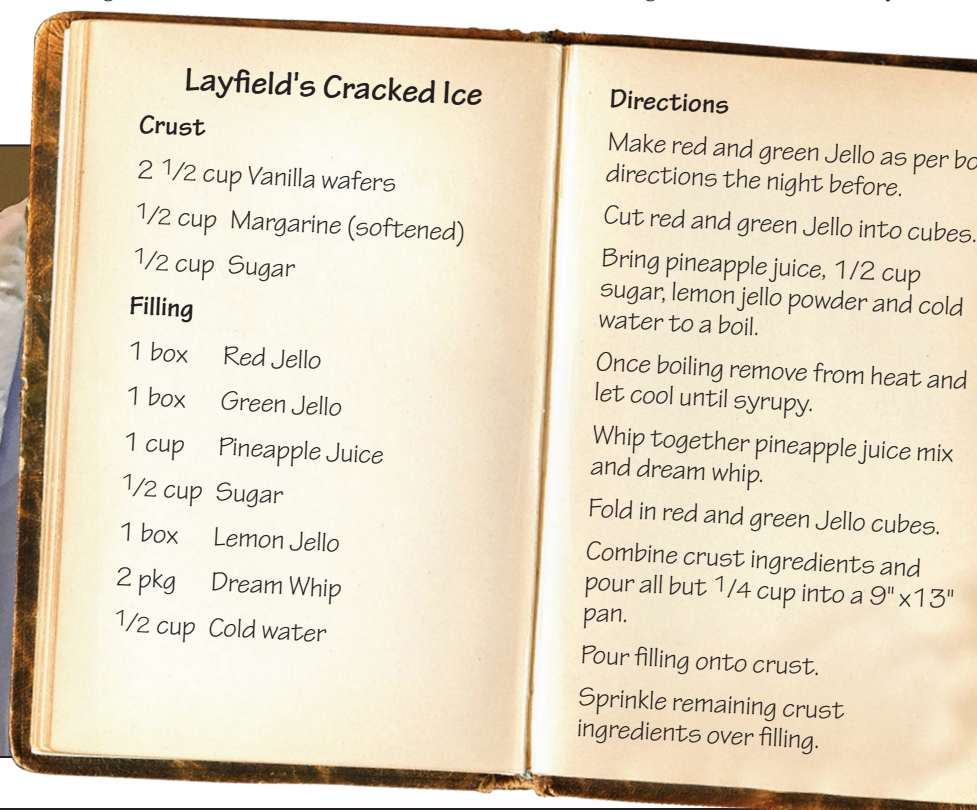 Layfield's Cracked Ice
Crust
2 1/2 cup Vanilla wafers
1/2 cup Margarine (softened)
1/2 cup Sugar
Filling
1 box Red Jello
1 box Green Jello
1 cup Pineapple Juice
1/2 cup Sugar
1 box Lemon Jello
2 pkg Dream Whip
1/2 cup Cold water
Directions
Make red and green Jello as per
directions the night before.
Cut red and green Jello into cubes.
Bring pineapple juice, 1/2 cup
sugar, lemon jello powder and cold
water to a boil.
Once boiling remove from heat and
let cool until syrupy.
Whip together pineapple juice mix
and dream whip.
Fold in red and green Jello cubes.
Combine crust ingredients and
pour all but 1/4 cup into a 9" x13"
pan.
Pour filling onto crust.
Sprinkle remaining crust
ingredients over filling.